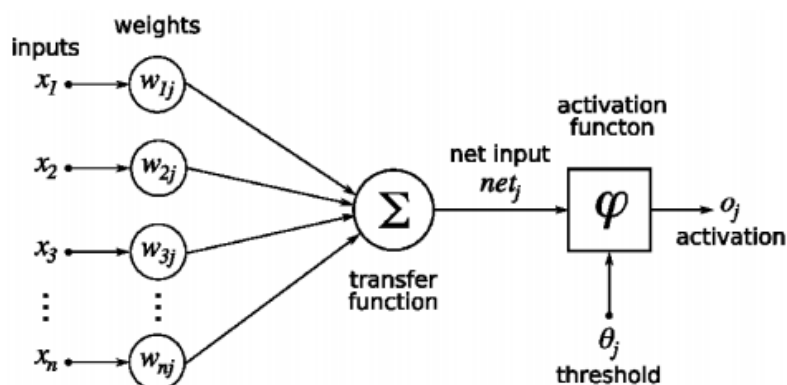 weights
inputs
x1 w1j
activation
functon
x2 w2j
net input
netj
Σ
φ
oj
activation
x3 w3j
transfer
function
⋮ ⋮
θj
threshold
xn wnj